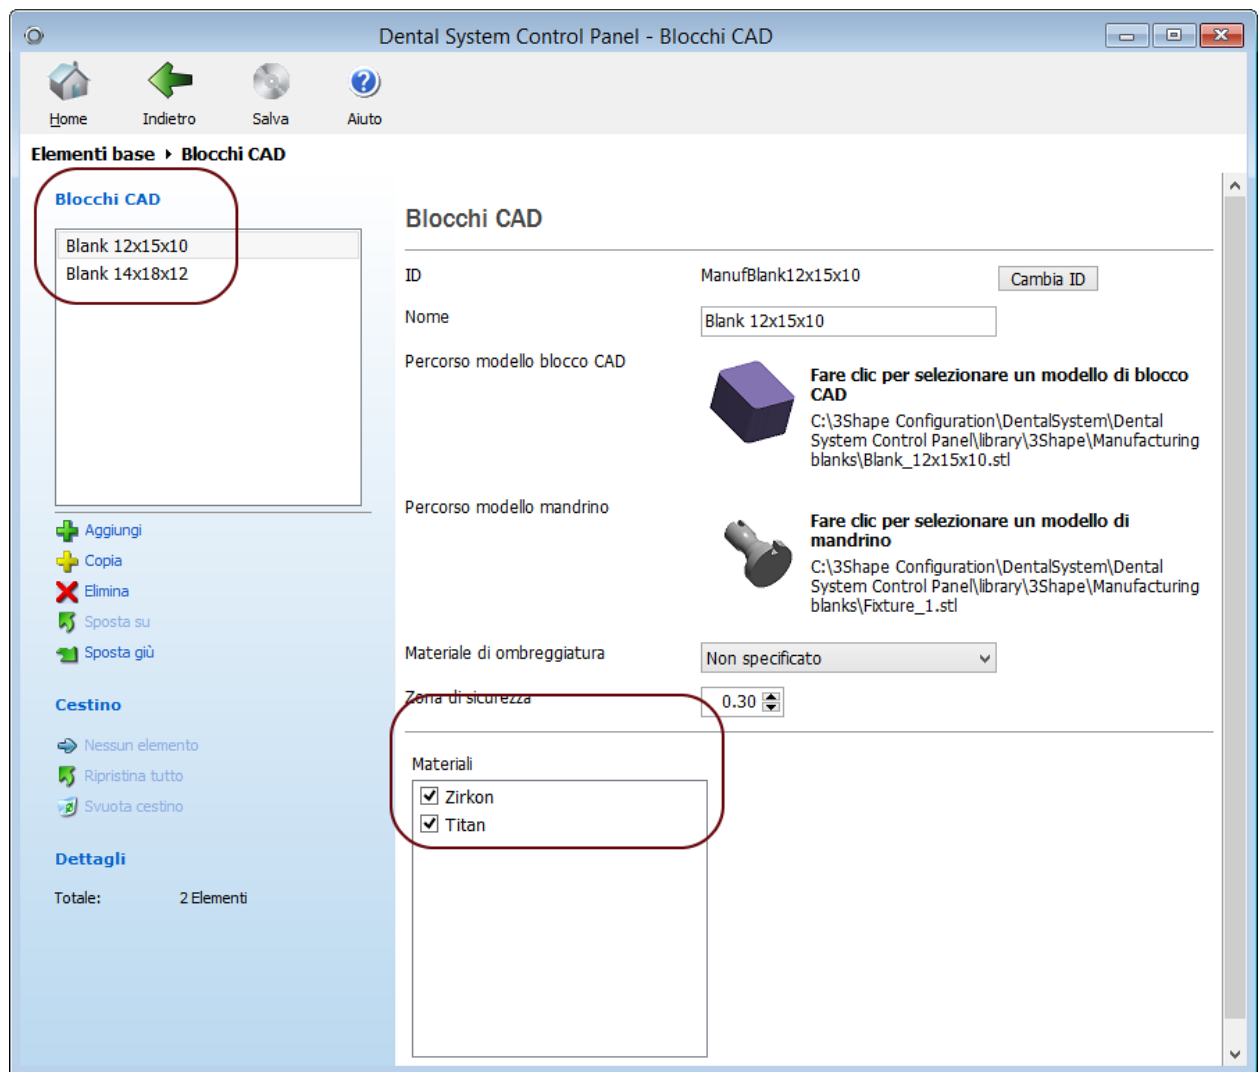 Dental System Control Panel - Blocchi CAD
Home Indietro Salva Aiuto
Elementi base Blocchi CAD
Blocchi CAD
Blank 12x15x10
Blank 14x18x12
Aggiungi
Copia
Elimina
Sposta su
Sposta giù
Cestino
Nessun elemento
Ripristina tutto
Svuota cestino
Dettagli
Totale: 2 Elementi
Blocchi CAD
ID ManufBlank12x15x10 Cambia ID
Nome Blank 12x15x10
Percorso modello blocco CAD
Fare clic per selezionare un modello di blocco
CAD
C:\3Shape Configuration\DentalSystem\Dental
System Control Panel\library\3Shape\Manufacturing
blanks\Blank_12x15x10.stl
Percorso modello mandrino
Fare clic per selezionare un modello di
mandrino
C:\3Shape Configuration\DentalSystem\Dental
System Control Panel\library\3Shape\Manufacturing
blanks\Fixture_1.stl
Materiale di ombreggiatura Non specificato
Zona di sicurezza 0.30
Materiali
Zirkon
Titan